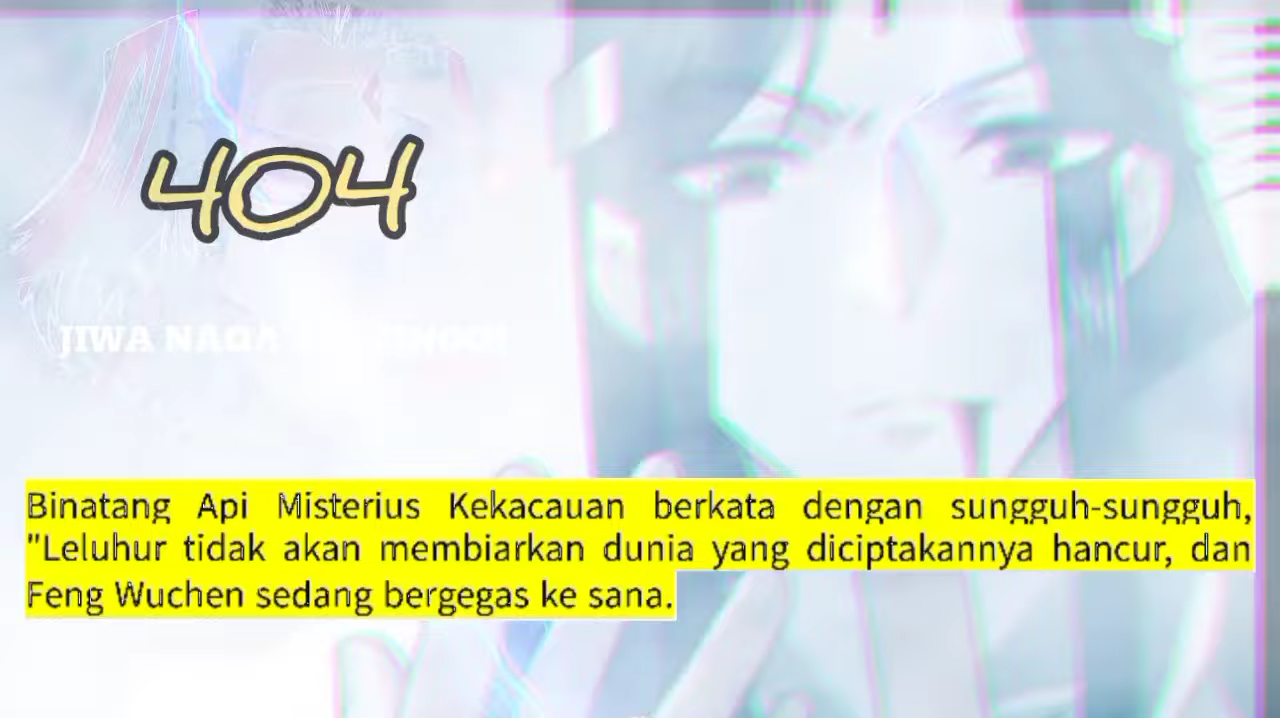 404
JIWA NAGA
Binatang Api Misterius Kekacauan berkata dengan sungguh-sungguh,
"Leluhur tidak akan membiarkan dunia yang diciptakannya hancur, dan
Feng Wuchen sedang bergegas ke sana.